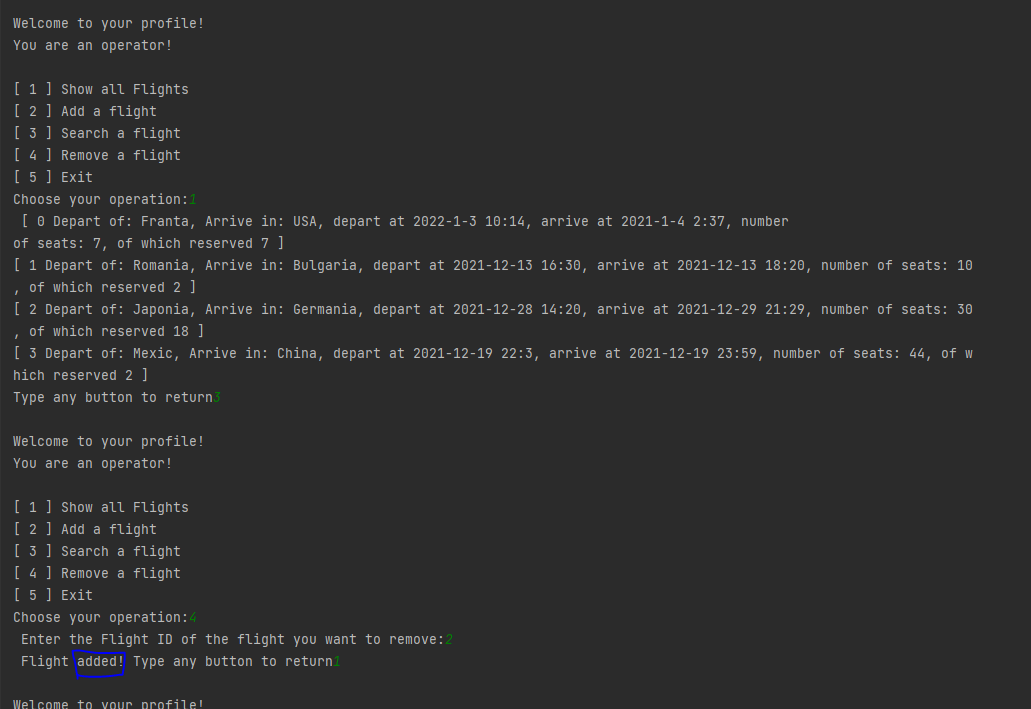 Welcome to your profile!
You are an operator!
[ 1 ] Show all Flights
[ 2 ] Add a flight
[ 3 ] Search a flight
[ 4 ] Remove a flight
[ 5 ] Exit
Choose your operation:1
[ 0 Depart of: Franta, Arrive in: USA, depart at 2022-1-3 10:14, arrive at 2021-1-4 2:37, number
of seats: 7, of which reserved 7 ]
[ 1 Depart of: Romania, Arrive in: Bulgaria, depart at 2021-12-13 16:30, arrive at 2021-12-13 18:20, number of seats: 10
, of which reserved 2 ]
[ 2 Depart of: Japonia, Arrive in: Germania, depart at 2021-12-28 14:20, arrive at 2021-12-29 21:29, number of seats: 30
, of which reserved 18 ]
[ 3 Depart of: Mexic, Arrive in: China, depart at 2021-12-19 22:3, arrive at 2021-12-19 23:59, number of seats: 44, of w
hich reserved 2 ]
Type any button to return3
Welcome to your profile!
You are an operator!
[ 1 ] Show all Flights
[ 2 ] Add a flight
[ 3 ] Search a flight
[ 4 ] Remove a flight
[ 5 ] Exit
Choose your operation:4
Enter the Flight ID of the flight you want to remove:2
Flight added! Type any button to return1
Welcome to your profile!